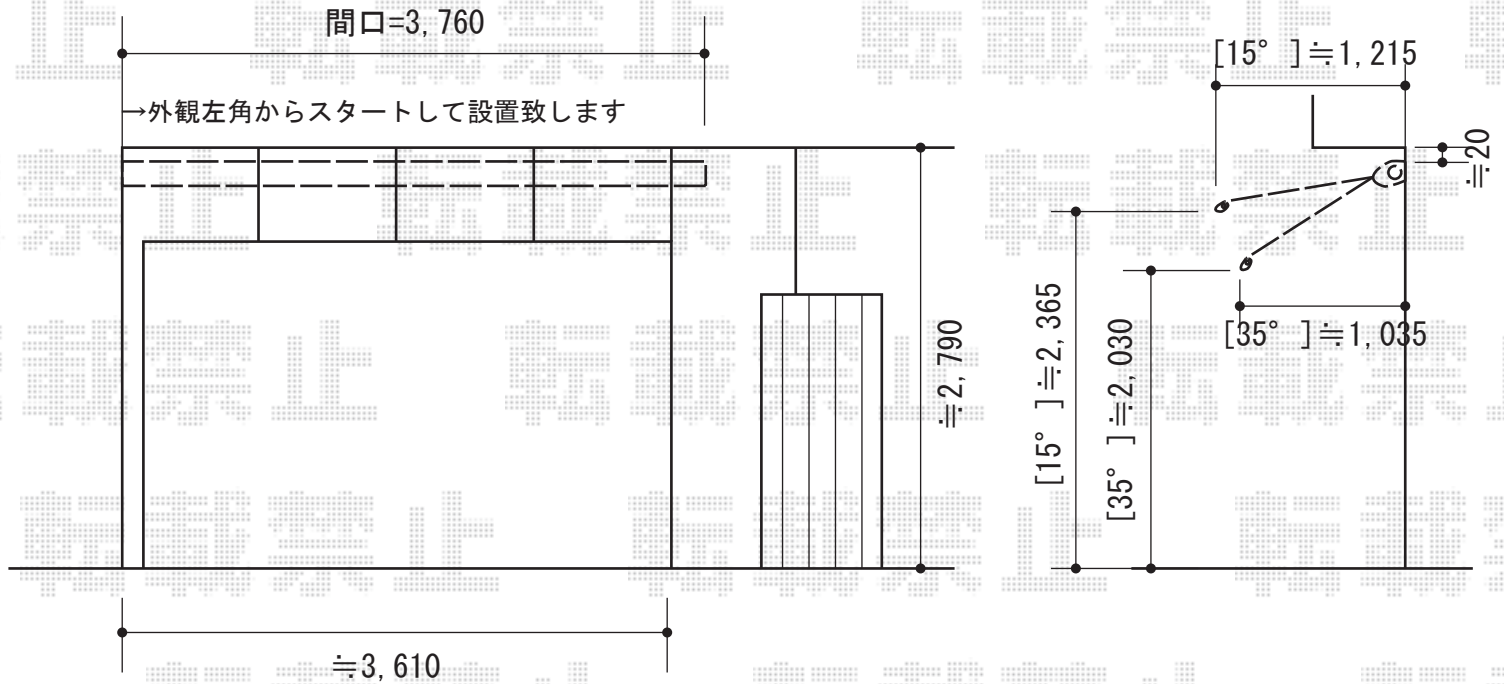 間口=3,760
→外観左角からスタートして設置致します
≒3,610
≒2,790
[15° ]≒1,215
≒20
[15° ]≒2,365
[35° ]≒2,030
[35° ]≒1,035
転載禁止